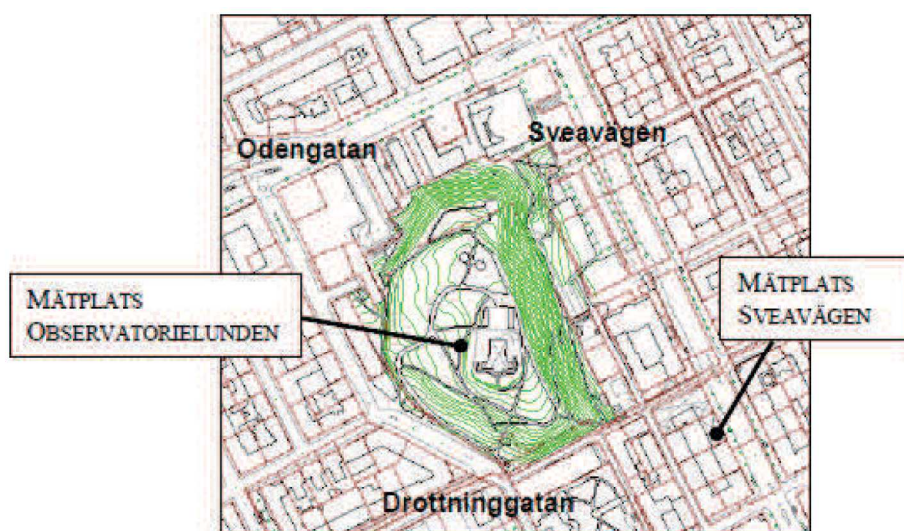 Sveavägen
Odengatan
MÄTPLATS
OBSERVATORIELUNDEN
MÄTPLATS
SVEAVÄGEN
Drottninggatan